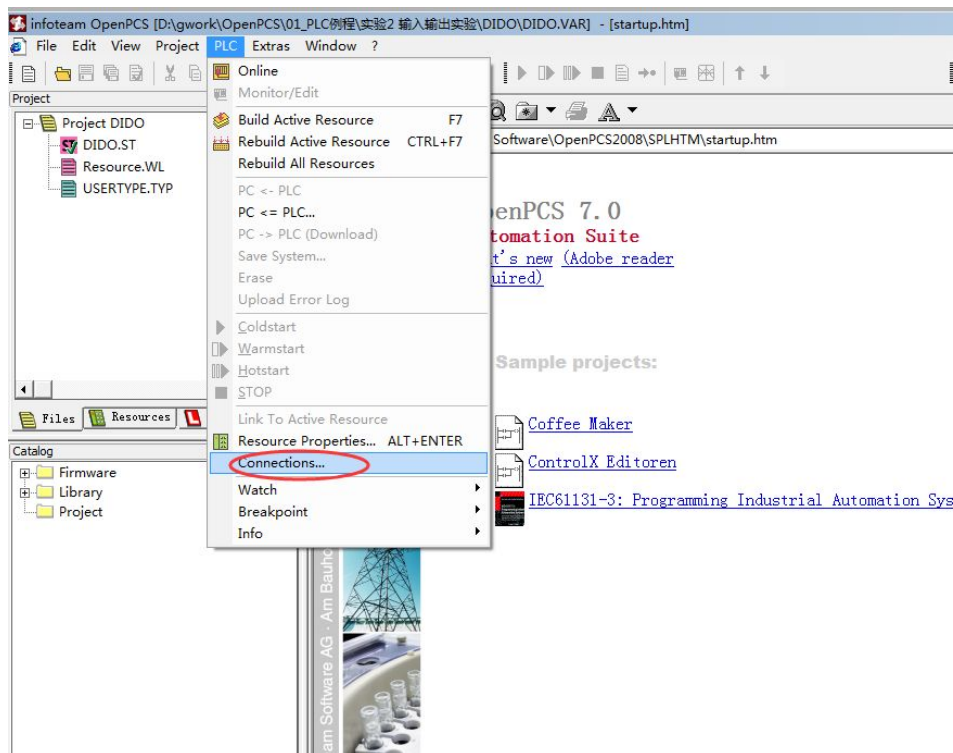 infoteam OpenPCS [D:\gwork\OpenPCS\01_PLC例程\实验2 输入输出实验\DIDO\DIDO.VAR] - [startup.htm]
File Edit View Project PLC Extras Window ?
Project
Project DIDO
DIDO.ST
Resource.WL
USERTYPE.TYP
Files Resources
Catalog
Firmware
Library
Project
Online
Monitor/Edit
Build Active Resource F7
Rebuild Active Resource CTRL+F7
Rebuild All Resources
PC <- PLC
PC <= PLC...
PC -> PLC (Download)
Save System...
Erase
Upload Error Log
Coldstart
Warmstart
Hotstart
STOP
Link To Active Resource
Resource Properties... ALT+ENTER
Connections...
Watch
Breakpoint
Info
Software\OpenPCS2008\SPLHTM\startup.htm
enPCS 7.0
tomation Suite
t's new (Adobe reader
uired)
Sample projects:
Coffee Maker
ControlX Editoren
IEC61131-3: Programming Industrial Automation Sys
am Software AG · Am Bauho